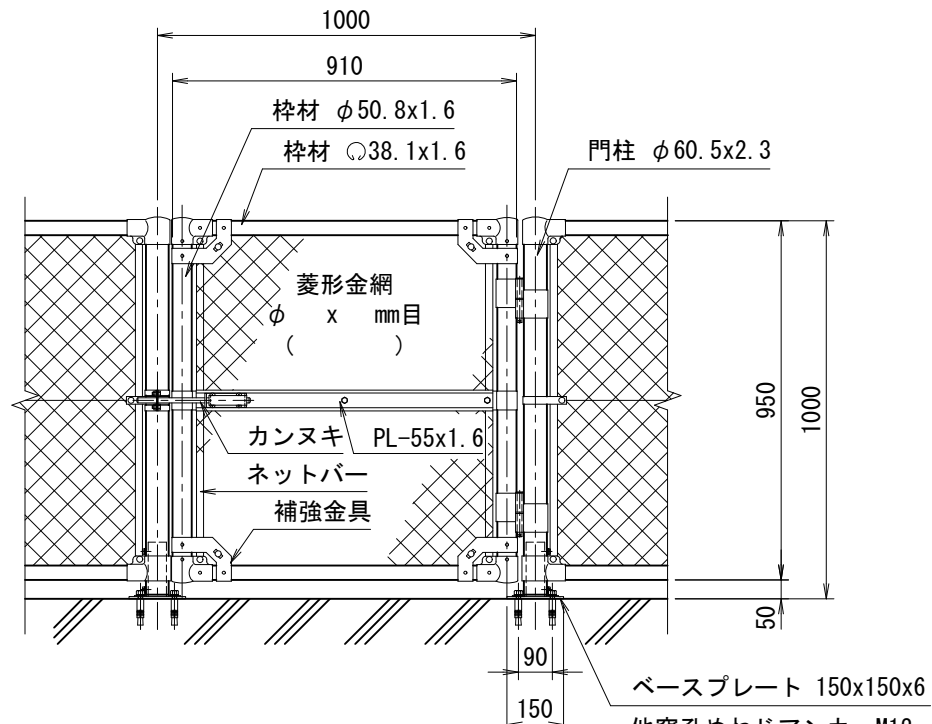 1000
910
枠材 φ50.8x1.6
枠材 38.1x1.6
門柱 φ60.5x2.3
菱形金網
φ x mm目
( )
カンヌキ PL-55x1.6
ネットバー
補強金具
950
1000
50
90
150
ベースプレート 150x150x6